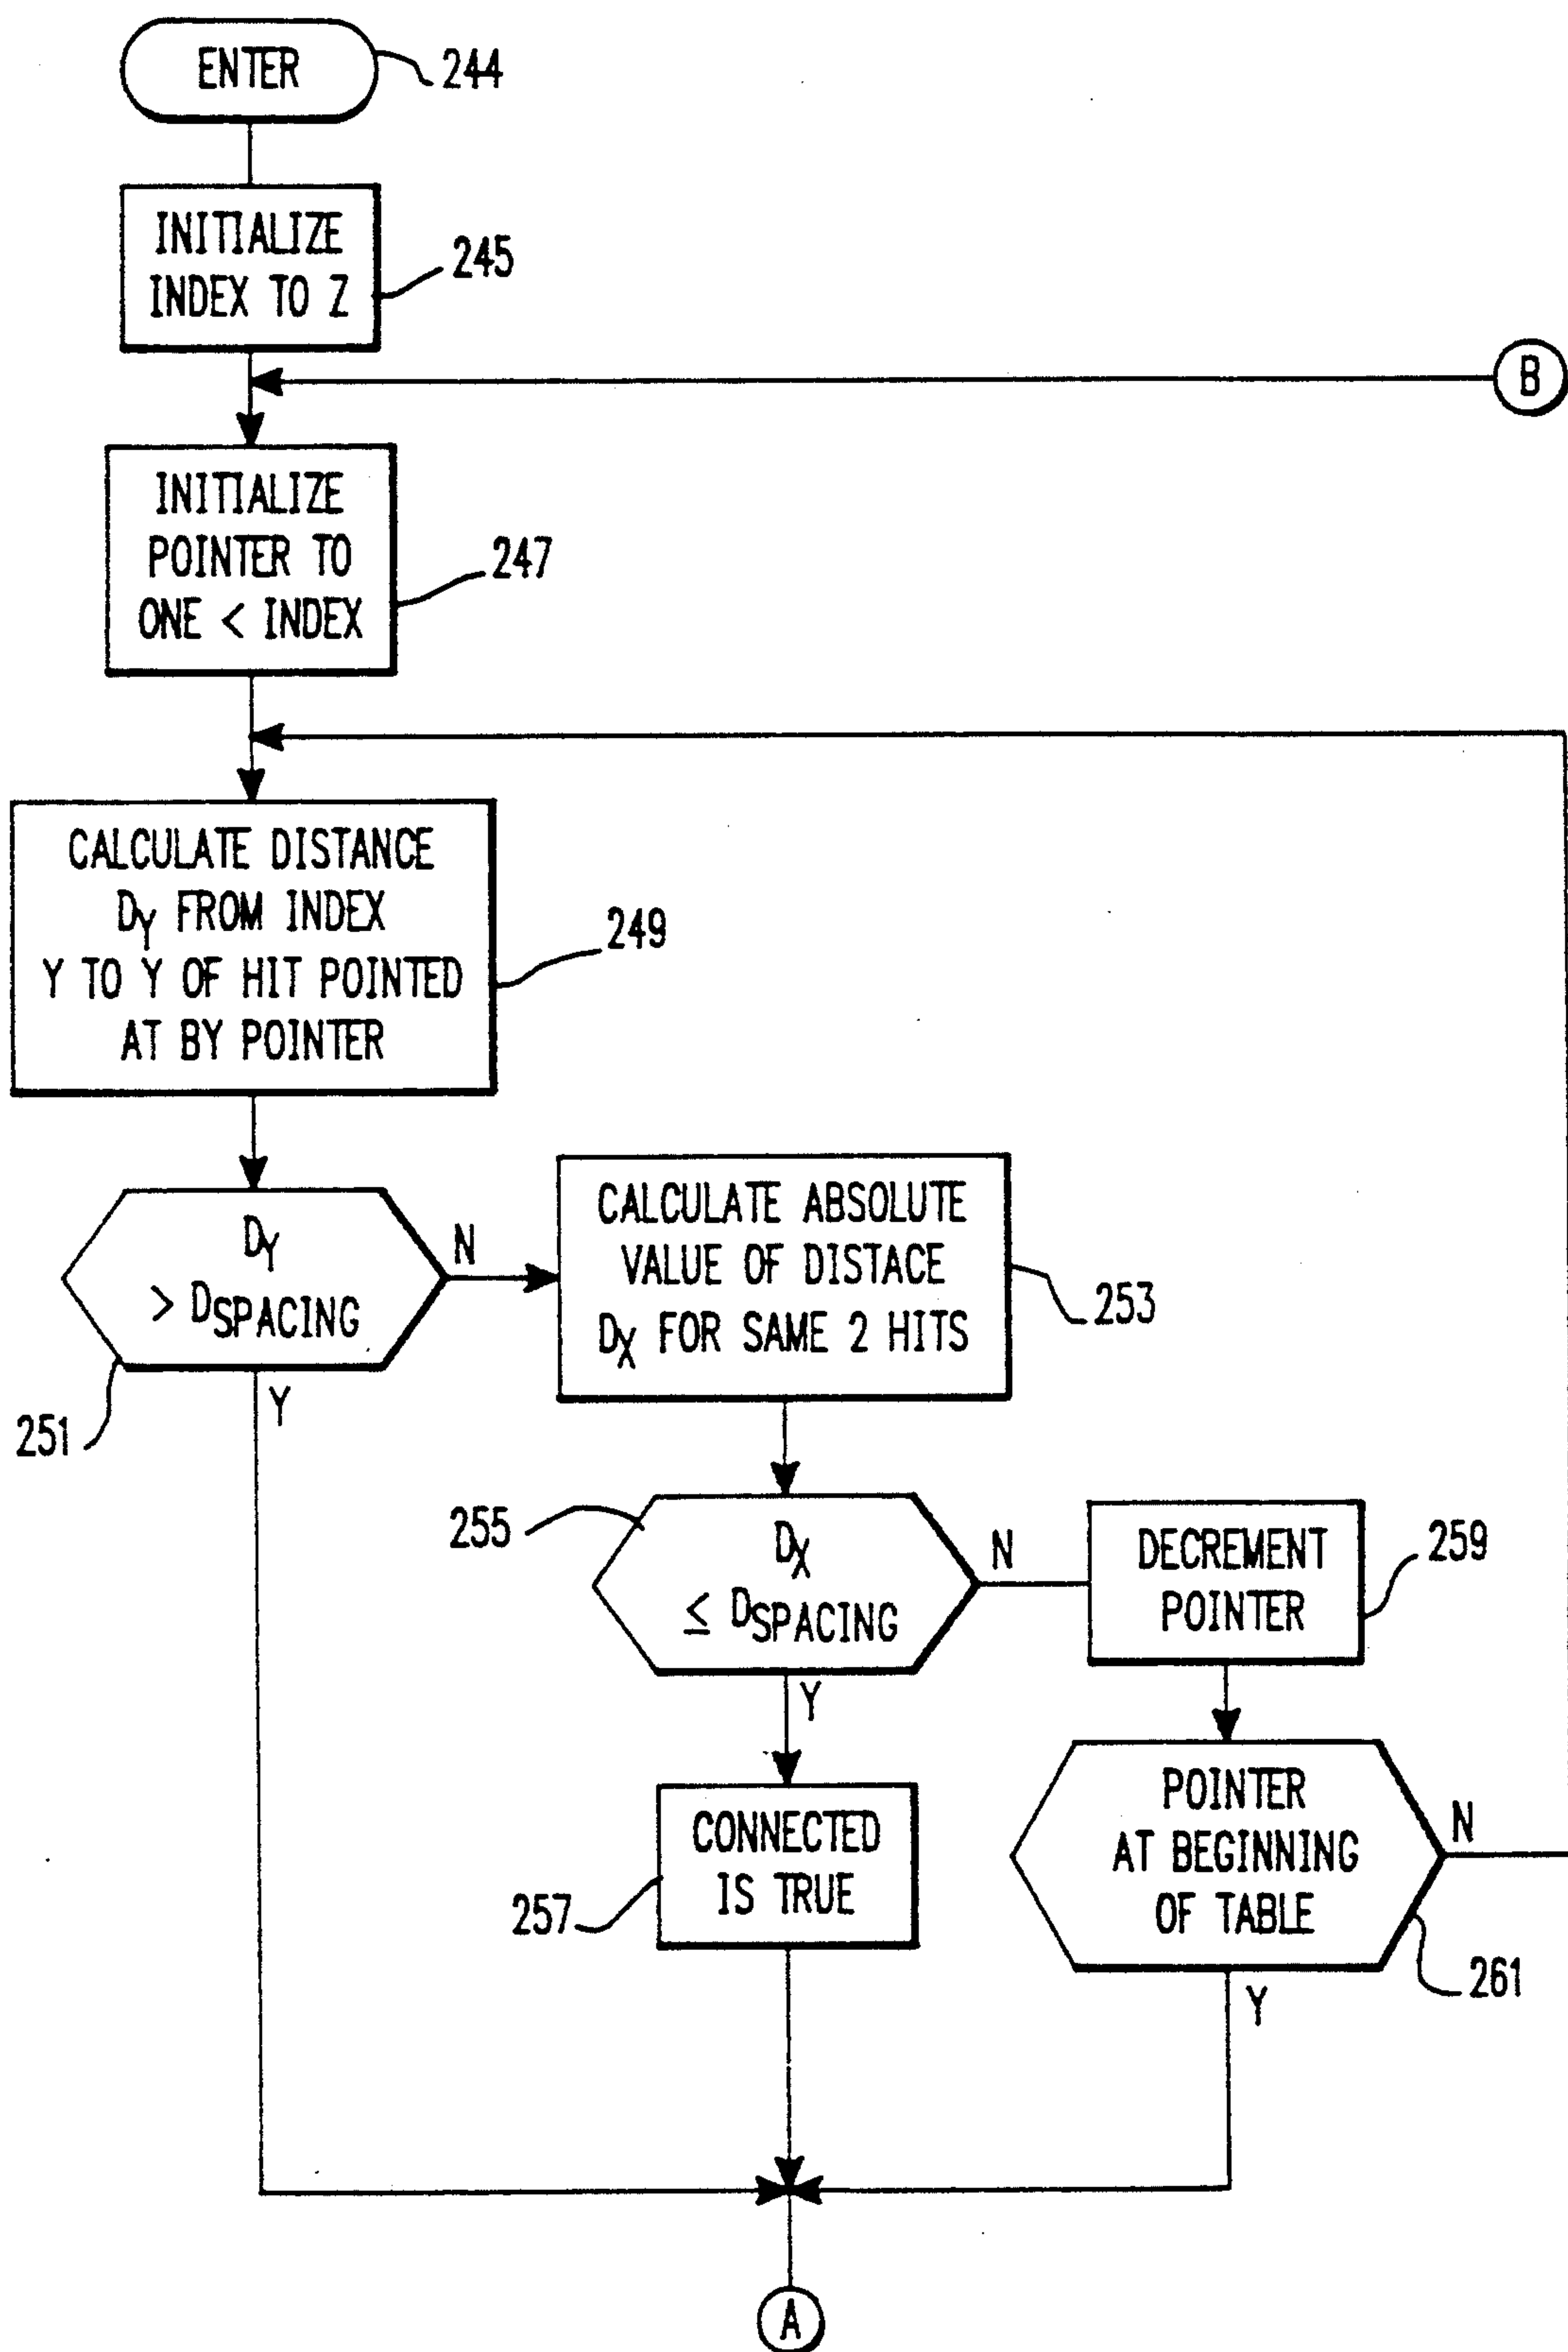 ENTER
244
INITIALIZE
INDEX TO Z
245
B
INITIALIZE
POINTER TO
ONE < INDEX
247
CALCULATE DISTANCE
DY FROM INDEX
Y TO Y OF HIT POINTED
AT BY POINTER
249
DY
> DSPACING
N
Y
251
CALCULATE ABSOLUTE
VALUE OF DISTACE
DX FOR SAME 2 HITS
253
255
DX
≤ DSPACING
N
Y
DECREMENT
POINTER
259
CONNECTED
IS TRUE
257
POINTER
AT BEGINNING
OF TABLE
N
261
Y
A